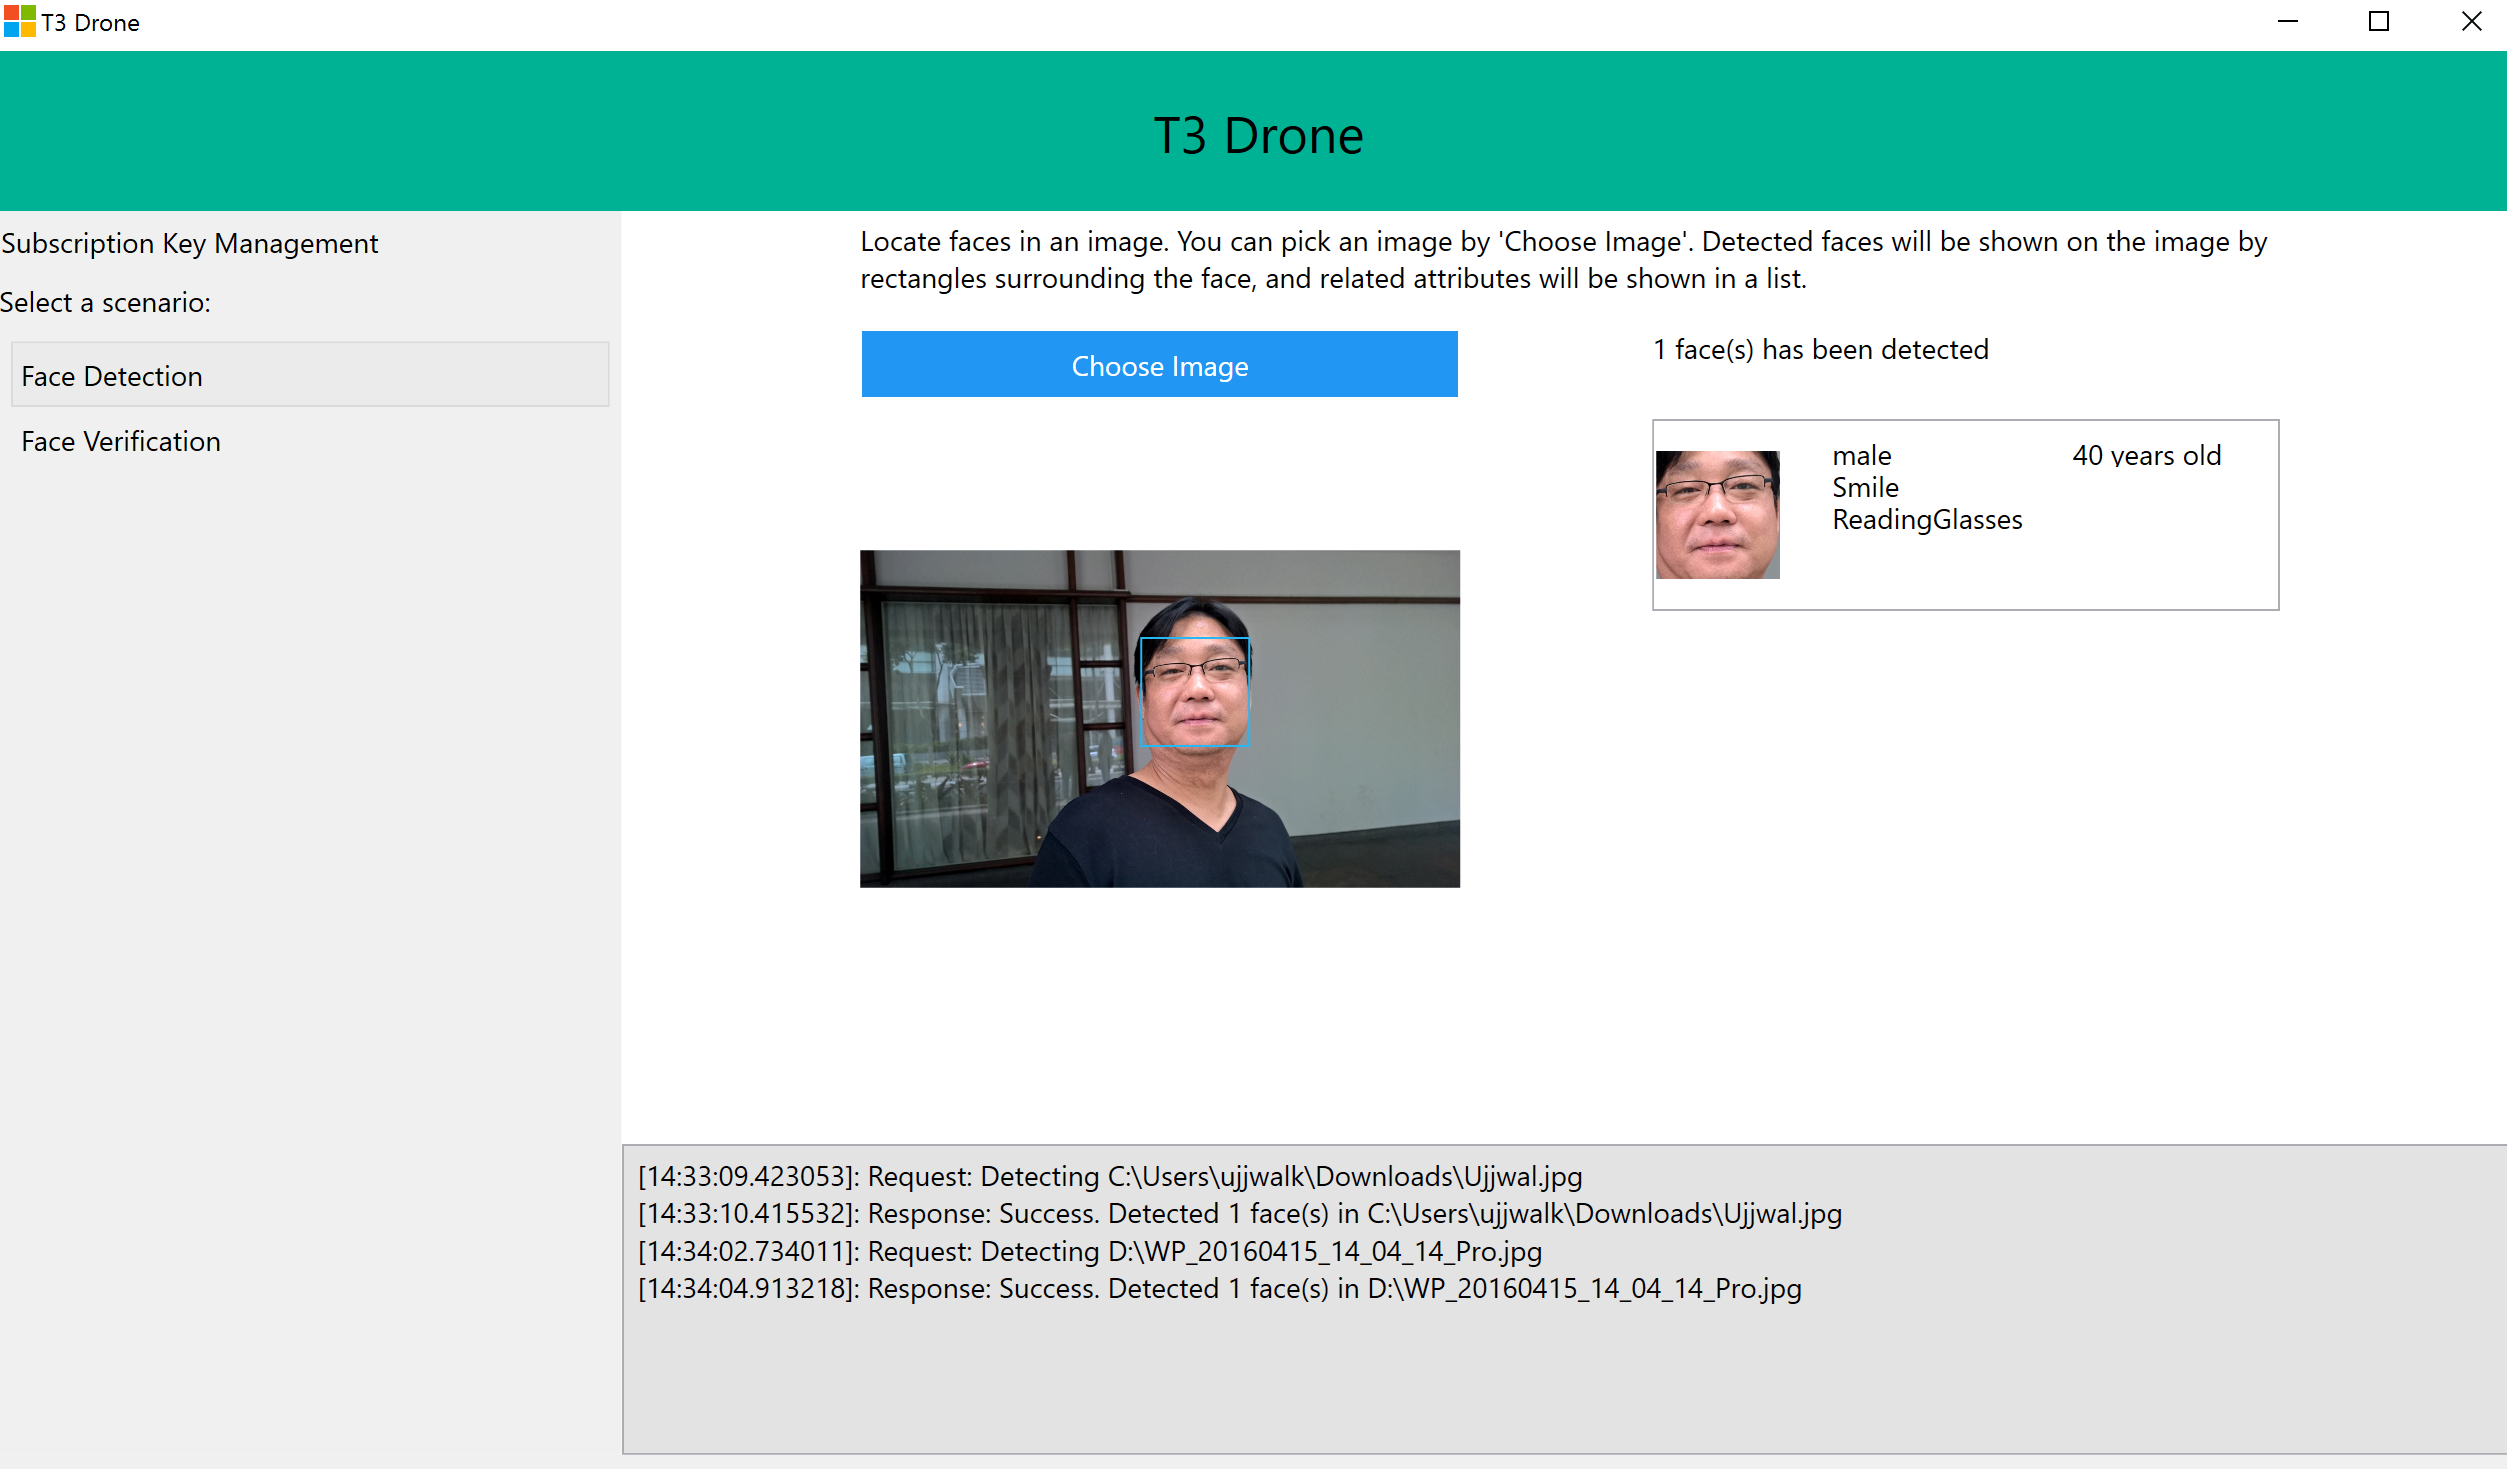 T3 Drone
T3 Drone
Subscription Key Management
Select a scenario:
Face Detection
Face Verification
Locate faces in an image. You can pick an image by 'Choose Image'. Detected faces will be shown on the image by
rectangles surrounding the face, and related attributes will be shown in a list.
Choose Image
1 face(s) has been detected
male 40 years old
Smile
ReadingGlasses
[14:33:09.423053]: Request: Detecting C:\Users\ujjwalk\Downloads\Ujjwal.jpg
[14:33:10.415532]: Response: Success. Detected 1 face(s) in C:\Users\ujjwalk\Downloads\Ujjwal.jpg
[14:34:02.734011]: Request: Detecting D:\WP_20160415_14_04_14_Pro.jpg
[14:34:04.913218]: Response: Success. Detected 1 face(s) in D:\WP_20160415_14_04_14_Pro.jpg